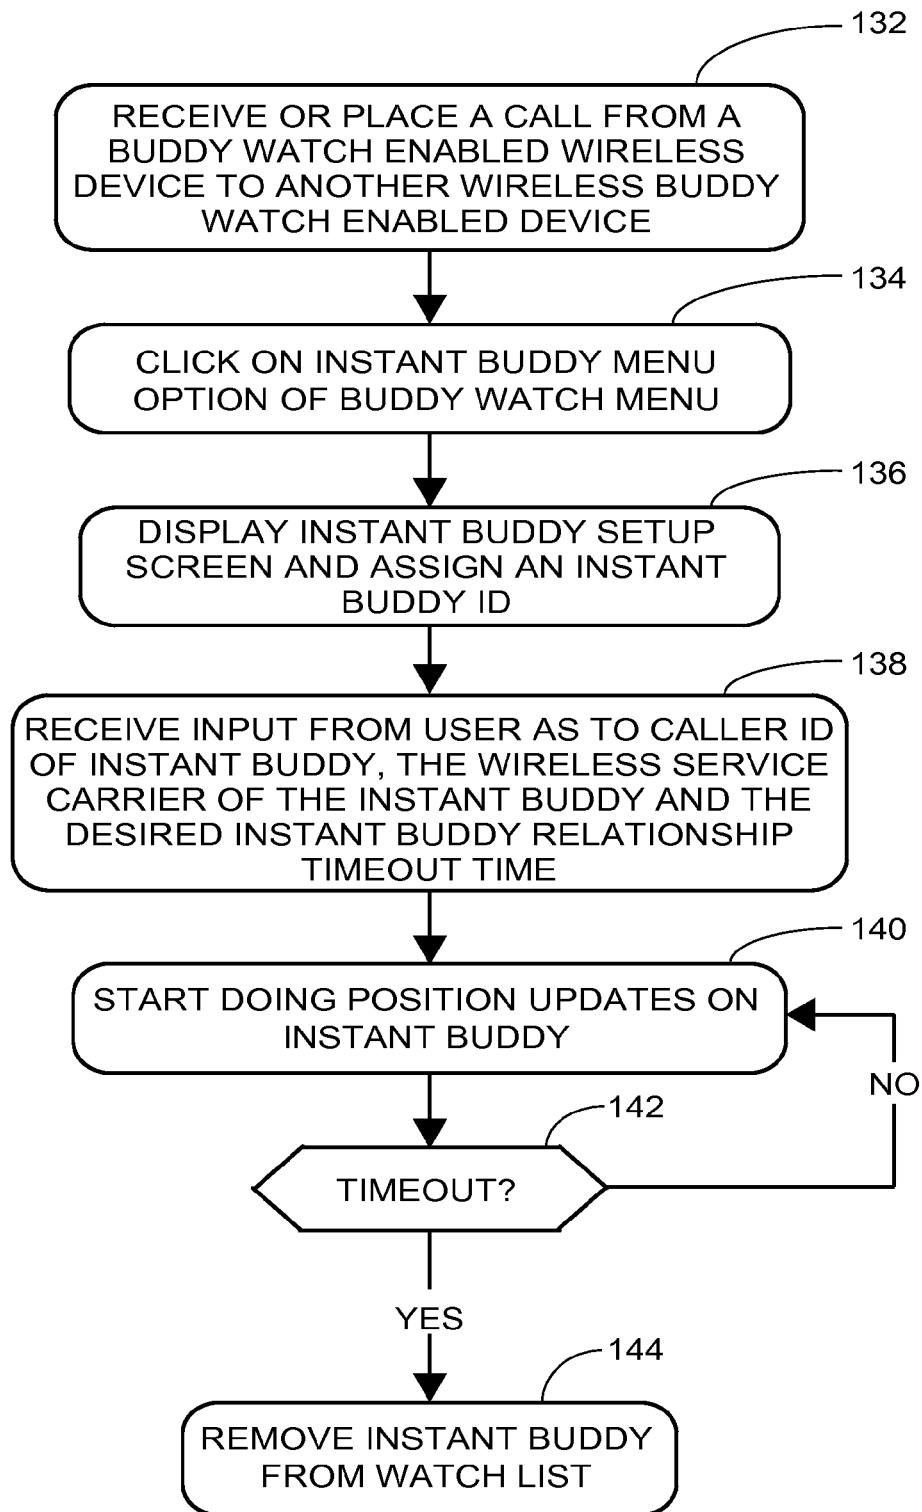 132
RECEIVE OR PLACE A CALL FROM A
BUDDY WATCH ENABLED WIRELESS
DEVICE TO ANOTHER WIRELESS BUDDY
WATCH ENABLED DEVICE
134
CLICK ON INSTANT BUDDY MENU
OPTION OF BUDDY WATCH MENU
136
DISPLAY INSTANT BUDDY SETUP
SCREEN AND ASSIGN AN INSTANT
BUDDY ID
138
RECEIVE INPUT FROM USER AS TO CALLER ID
OF INSTANT BUDDY, THE WIRELESS SERVICE
CARRIER OF THE INSTANT BUDDY AND THE
DESIRED INSTANT BUDDY RELATIONSHIP
TIMEOUT TIME
140
START DOING POSITION UPDATES ON
INSTANT BUDDY
NO
142
TIMEOUT?
YES
144
REMOVE INSTANT BUDDY
FROM WATCH LIST